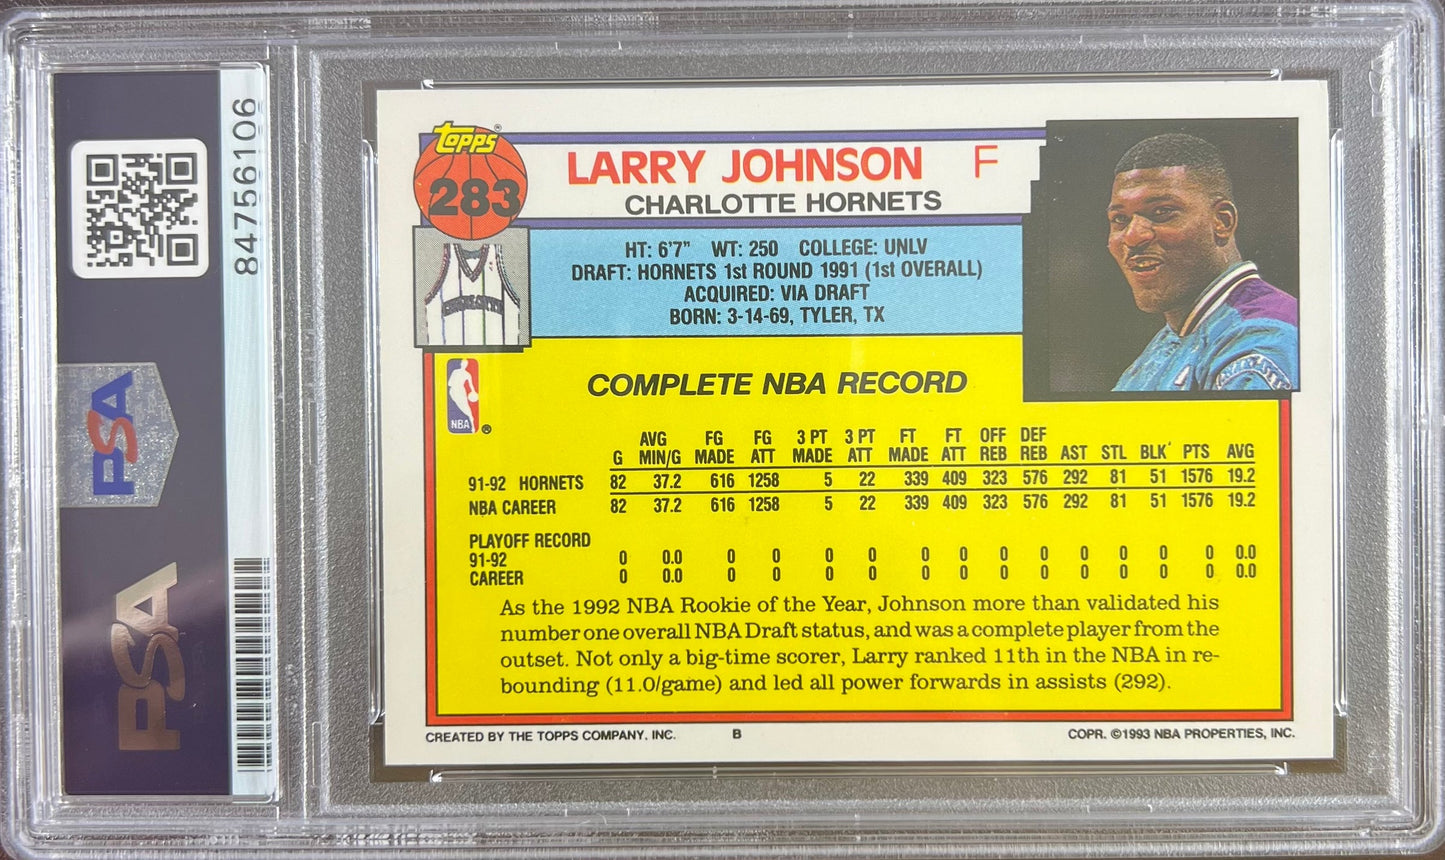 84756106
PSA
PSA
topps®
283
LARRY JOHNSON F
CHARLOTTE HORNETS
HT: 6'7" WT: 250 COLLEGE: UNLV
DRAFT: HORNETS 1st ROUND 1991 (1st OVERALL)
ACQUIRED: VIA DRAFT
BORN: 3-14-69, TYLER, TX
NBA ®
COMPLETE NBA RECORD
AVG FG FG 3 PT 3 PT FT FT OFF DEF
G MIN/G MADE ATT MADE ATT MADE ATT REB REB AST STL BLK PTS AVG
91-92 HORNETS 82 37.2 616 1258 5 22 339 409 323 576 292 81 51 1576 19.2
NBA CAREER 82 37.2 616 1258 5 22 339 409 323 576 292 81 51 1576 19.2
PLAYOFF RECORD
91-92 0 0.0 0 0 0 0 0 0 0 0 0 0 0 0 0.0
CAREER 0 0.0 0 0 0 0 0 0 0 0 0 0 0 0 0.0
As the 1992 NBA Rookie of the Year, Johnson more than validated his
number one overall NBA Draft status, and was a complete player from the
outset. Not only a big-time scorer, Larry ranked 11th in the NBA in re-
bounding (11.0/game) and led all power forwards in assists (292).
CREATED BY THE TOPPS COMPANY, INC. B COPR. ©1993 NBA PROPERTIES, INC.